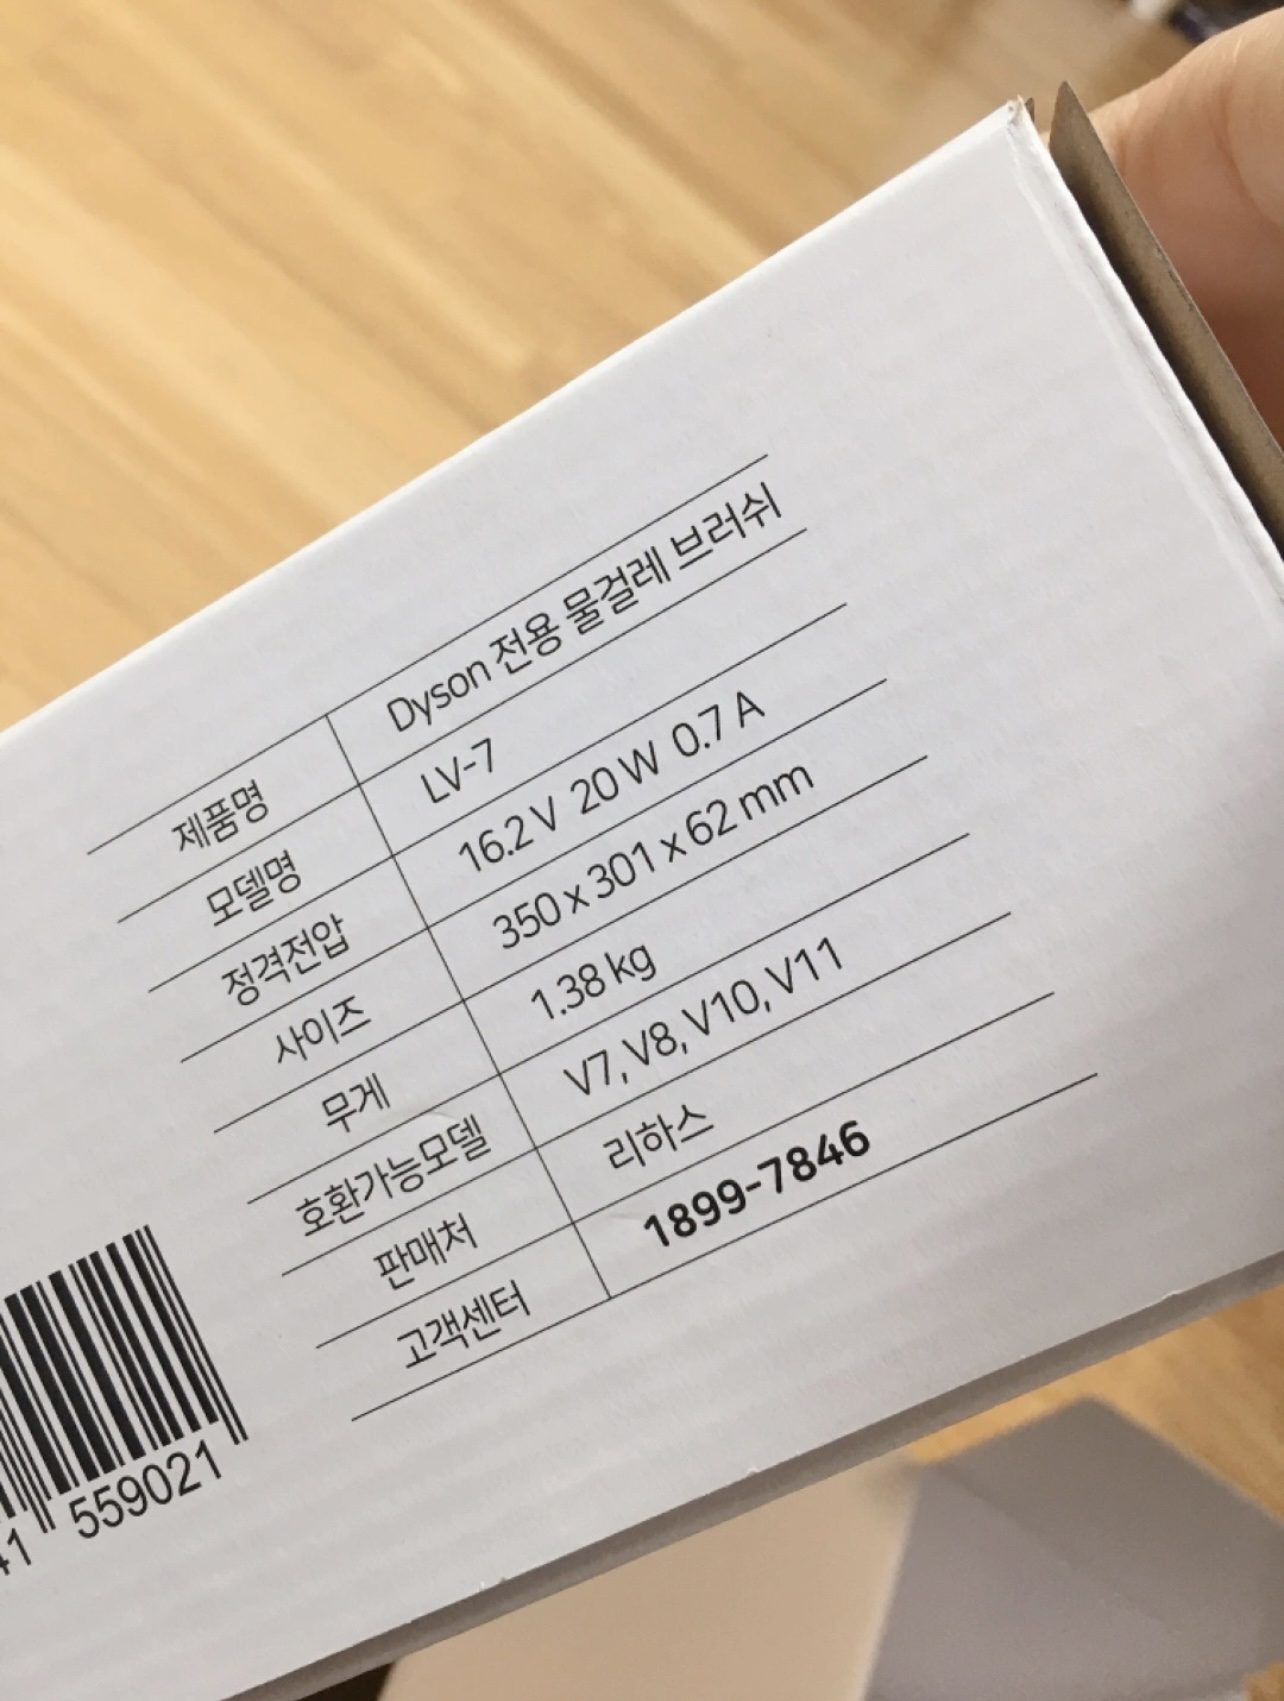 제품명 Dyson 전용 물걸레 브러쉬
모델명 LV-7
정격전압 16.2 V 20 W 0.7 A
사이즈 350 x 301 x 62 mm
무게 1.38 kg
호환가능모델 V7, V8, V10, V11
판매처 리하스
고객센터 1899-7846
41 559021